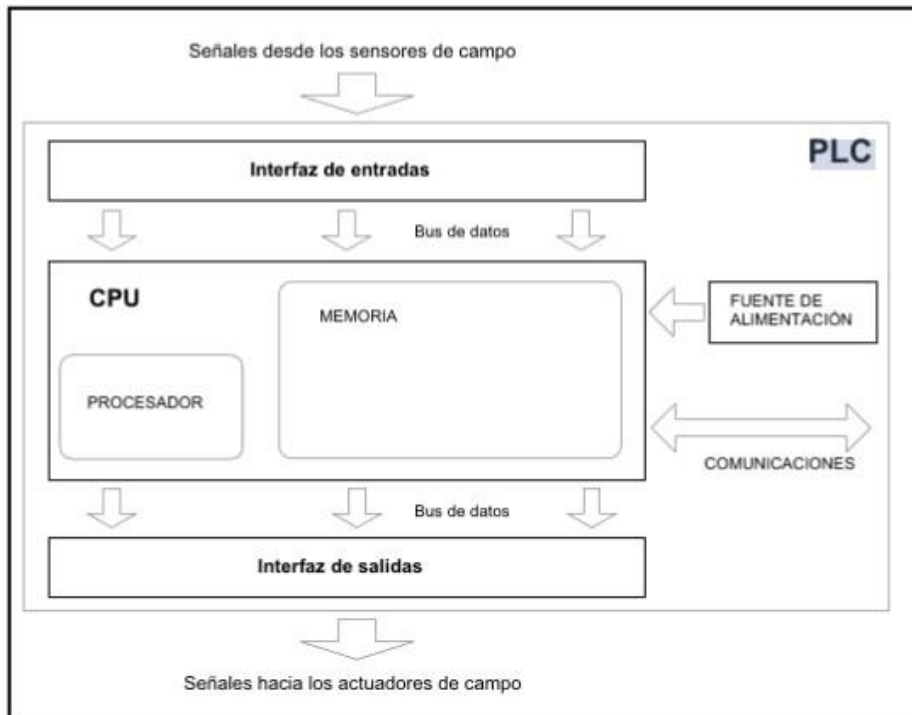 Señales desde los sensores de campo
PLC
Interfaz de entradas
Bus de datos
CPU
MEMORIA
PROCESADOR
FUENTE DE
ALIMENTACIÓN
COMUNICACIONES
Bus de datos
Interfaz de salidas
Señales hacia los actuadores de campo